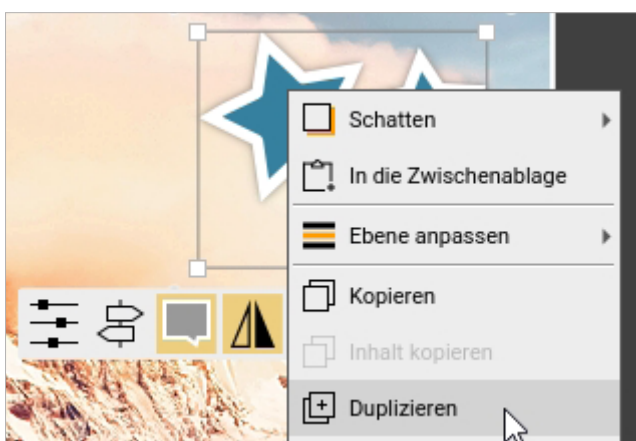 Schatten
In die Zwischenablage
Ebene anpassen
Kopieren
Inhalt kopieren
Duplizieren